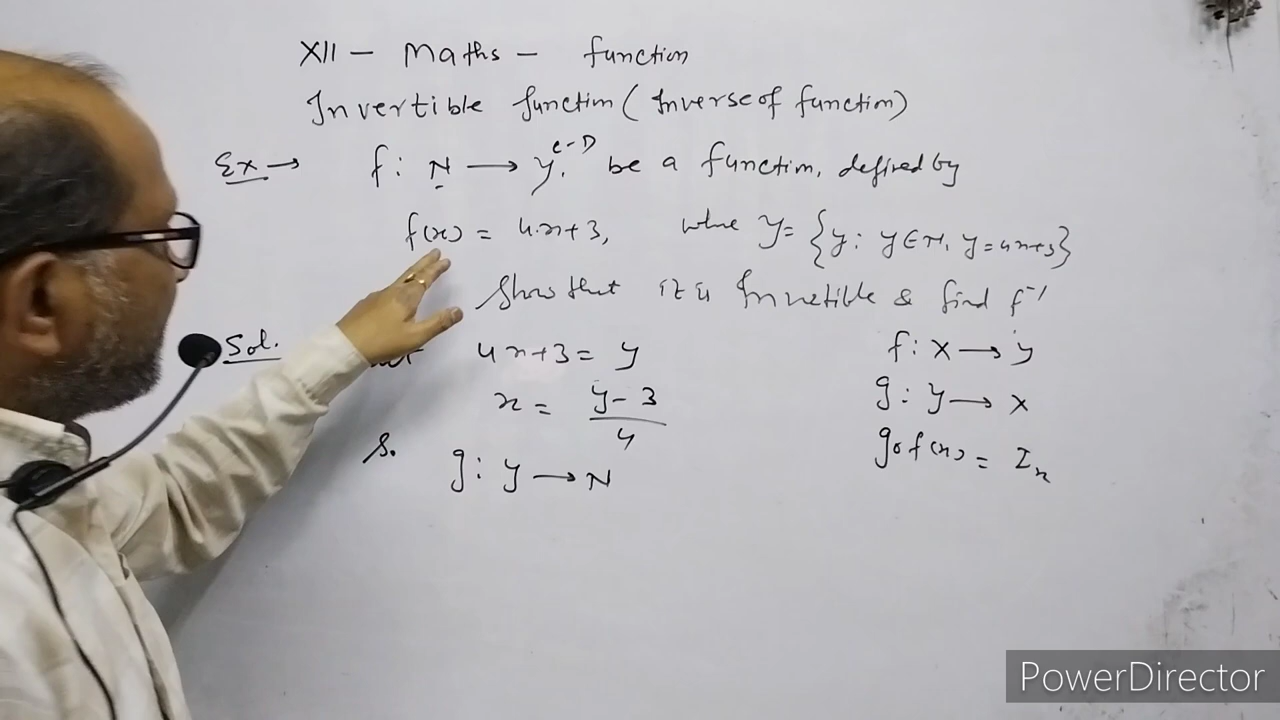 XII - Maths - function
Invertible function (Inverse of function)
Ex → f: N → y. c-D be a function, defined by
f(x) = 4x+3, where Y= {y: y∈N, y=4x+3}
Show that it is Invertible & find f⁻¹
Sol. 4x+3 = y
x = y-3/4
S. g: y → N
f: X → y
g: y → X
gof(x) = Iₓ
PowerDirector